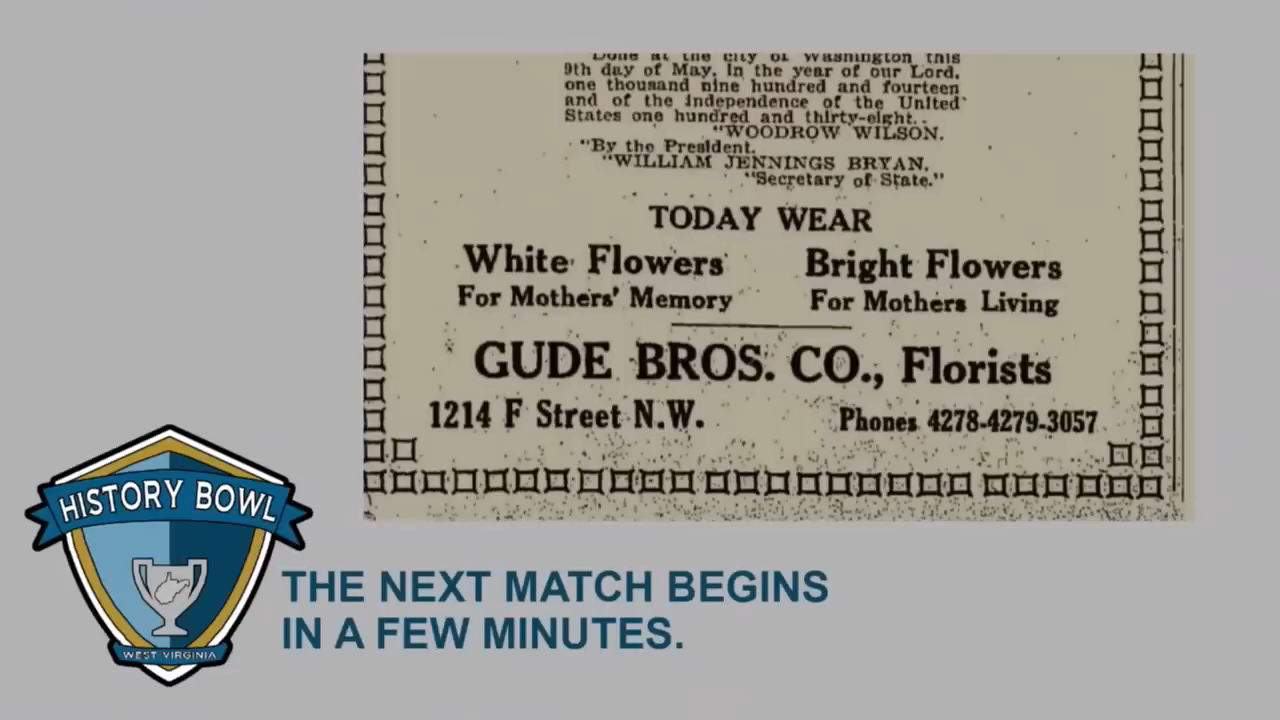 Done at the city of Washington this
9th day of May, In the year of our Lord,
one thousand nine hundred and fourteen
and of the independence of the United
States one hundred and thirty-eight.
"WOODROW WILSON.
"By the President.
"WILLIAM JENNINGS BRYAN,
"Secretary of State."
TODAY WEAR
White Flowers Bright Flowers
For Mothers' Memory For Mothers Living
GUDE BROS. CO., Florists
1214 F Street N.W. Phones 4278-4279-3057
HISTORY BOWL
WEST VIRGINIA
THE NEXT MATCH BEGINS
IN A FEW MINUTES.